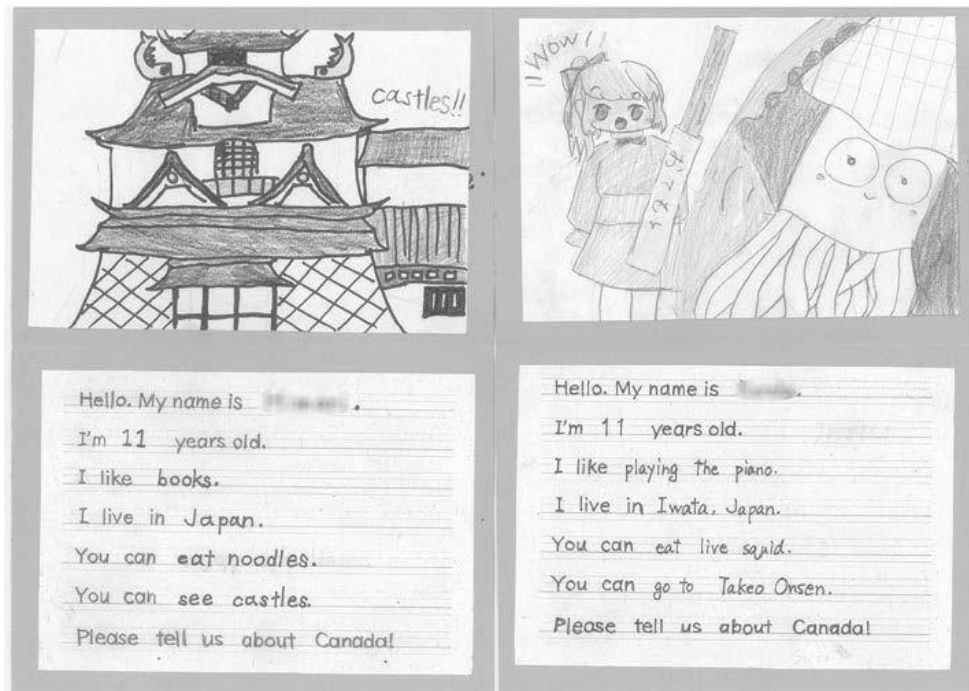 castles!!
!!Wow!!
Hello. My name is .
I'm 11 years old.
I like books.
I live in Japan.
You can eat noodles.
You can see castles.
Please tell us about Canada!
Hello. My name is .
I'm 11 years old.
I like playing the piano.
I live in Iwata, Japan.
You can eat live squid.
You can go to Takeo Onsen.
Please tell us about Canada!